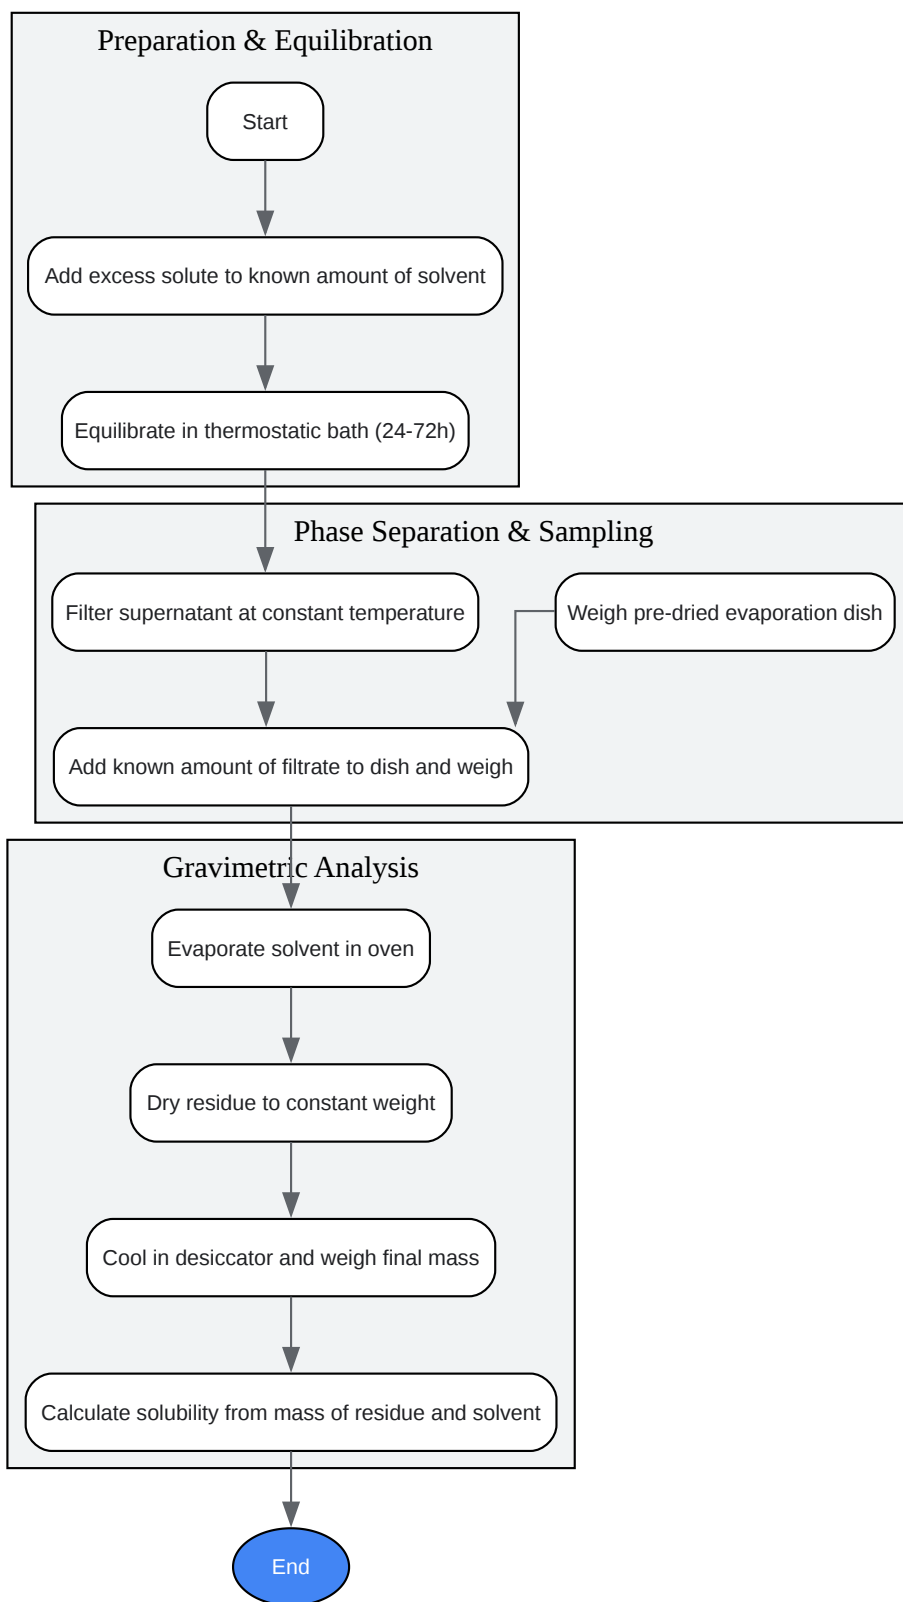 Preparation & Equilibration
Start
Add excess solute to known amount of solvent
Equilibrate in thermostatic bath (24-72h)
Phase Separation & Sampling
Filter supernatant at constant temperature
Weigh pre-dried evaporation dish
Add known amount of filtrate to dish and weigh
Gravimetric Analysis
Evaporate solvent in oven
Dry residue to constant weight
Cool in desiccator and weigh final mass
Calculate solubility from mass of residue and solvent
End